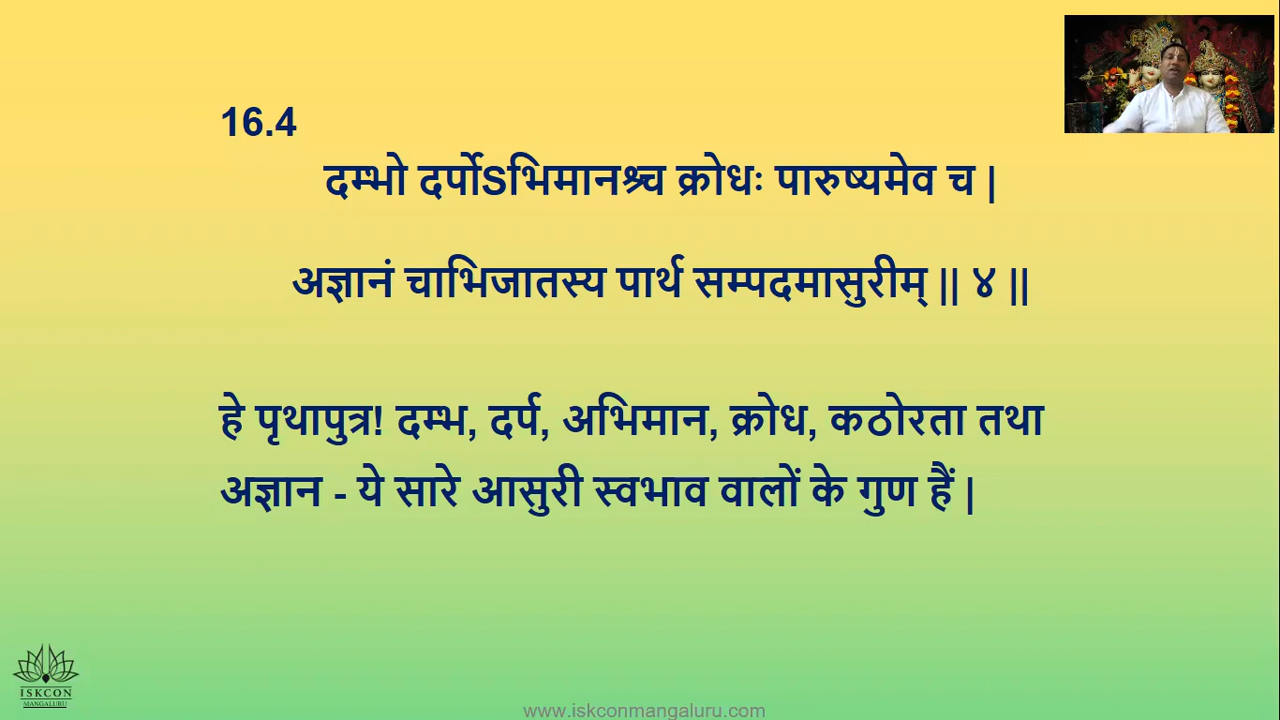 16.4
दम्भो दर्पोSभिमानश्र्च क्रोधः पारुष्यमेव च |
अज्ञानं चाभिजातस्य पार्थ सम्पदमासुरीम् || ४ ||
हे पृथापुत्र! दम्भ, दर्प, अभिमान, क्रोध, कठोरता तथा
अज्ञान - ये सारे आसुरी स्वभाव वालों के गुण हैं |
ISKCON
MANGALURU
www.iskconmangaluru.com